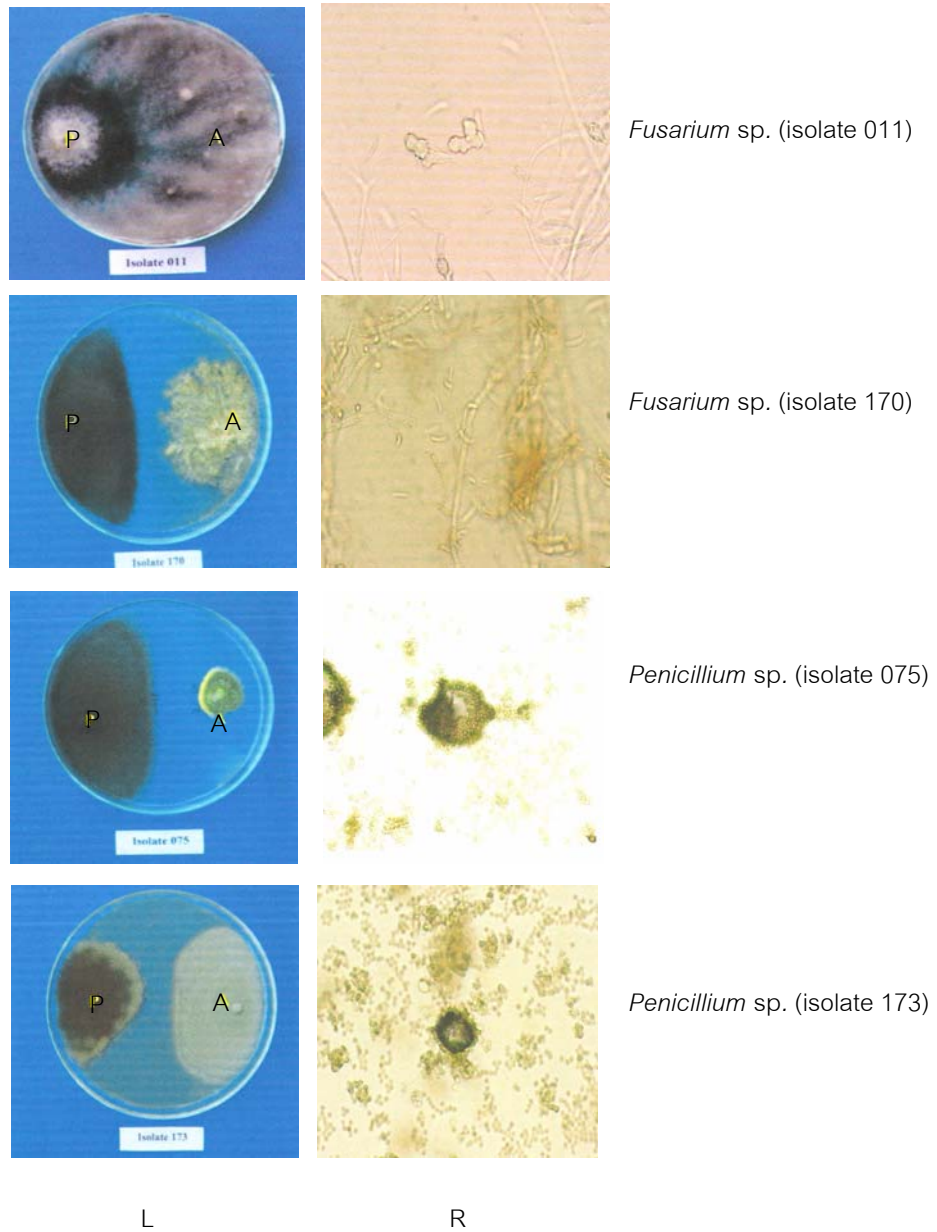 P
A
Isolate 011
Fusarium sp. (isolate 011)
P
A
Isolate 170
Fusarium sp. (isolate 170)
P
A
Isolate 075
Penicillium sp. (isolate 075)
P
A
Isolate 173
Penicillium sp. (isolate 173)
L
R